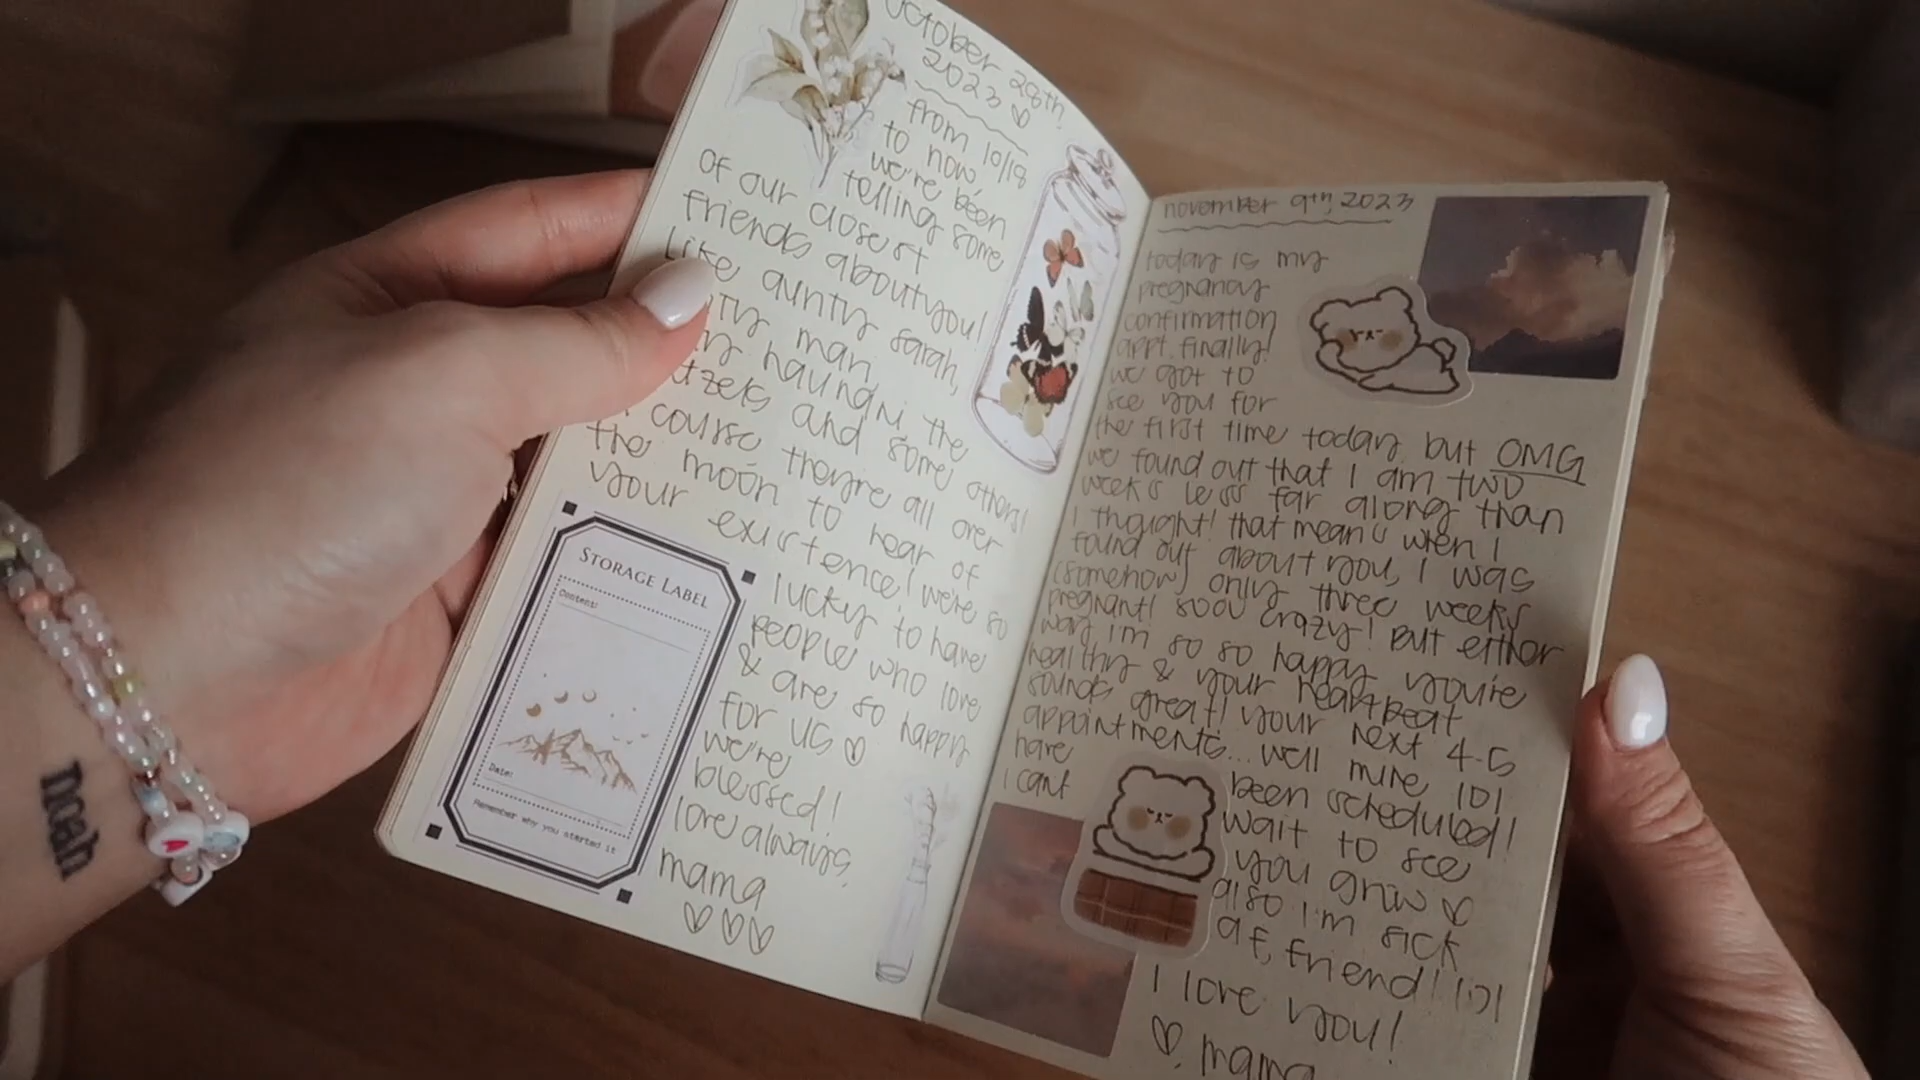 october 28th,
2023
from 10/18
to now,
we're been
telling some
of our closest
friends about you!
like aunty sarah,
man,
haundni the
and some others!
course they're all over
the moon to hear of
your existence! we're so
lucky to have
people who love
& are so happy
for us ♡
we're
blessed!
love always,
mama
♡♡♡
STORAGE LABEL
Content:
Date:
Remember why you started it
november 9th, 2023
today is my
pregnancy
confirmation
appt. finally!
we got to
see you for
the first time today but OMG
we found out that I am two
weeks less far along than
I thought! that means when I
found out about you, I was
(somehow) only three weeks
pregnant! sooo crazy! but either
way i'm so so happy you're
healthy & your heartbeat
sounds great! your next 4-5
appointments... well mine, lol
have been scheduled!
I can't wait to see
you grow ♡
also i'm sick
af, friend! lol
I love you!
♡, mama
noah